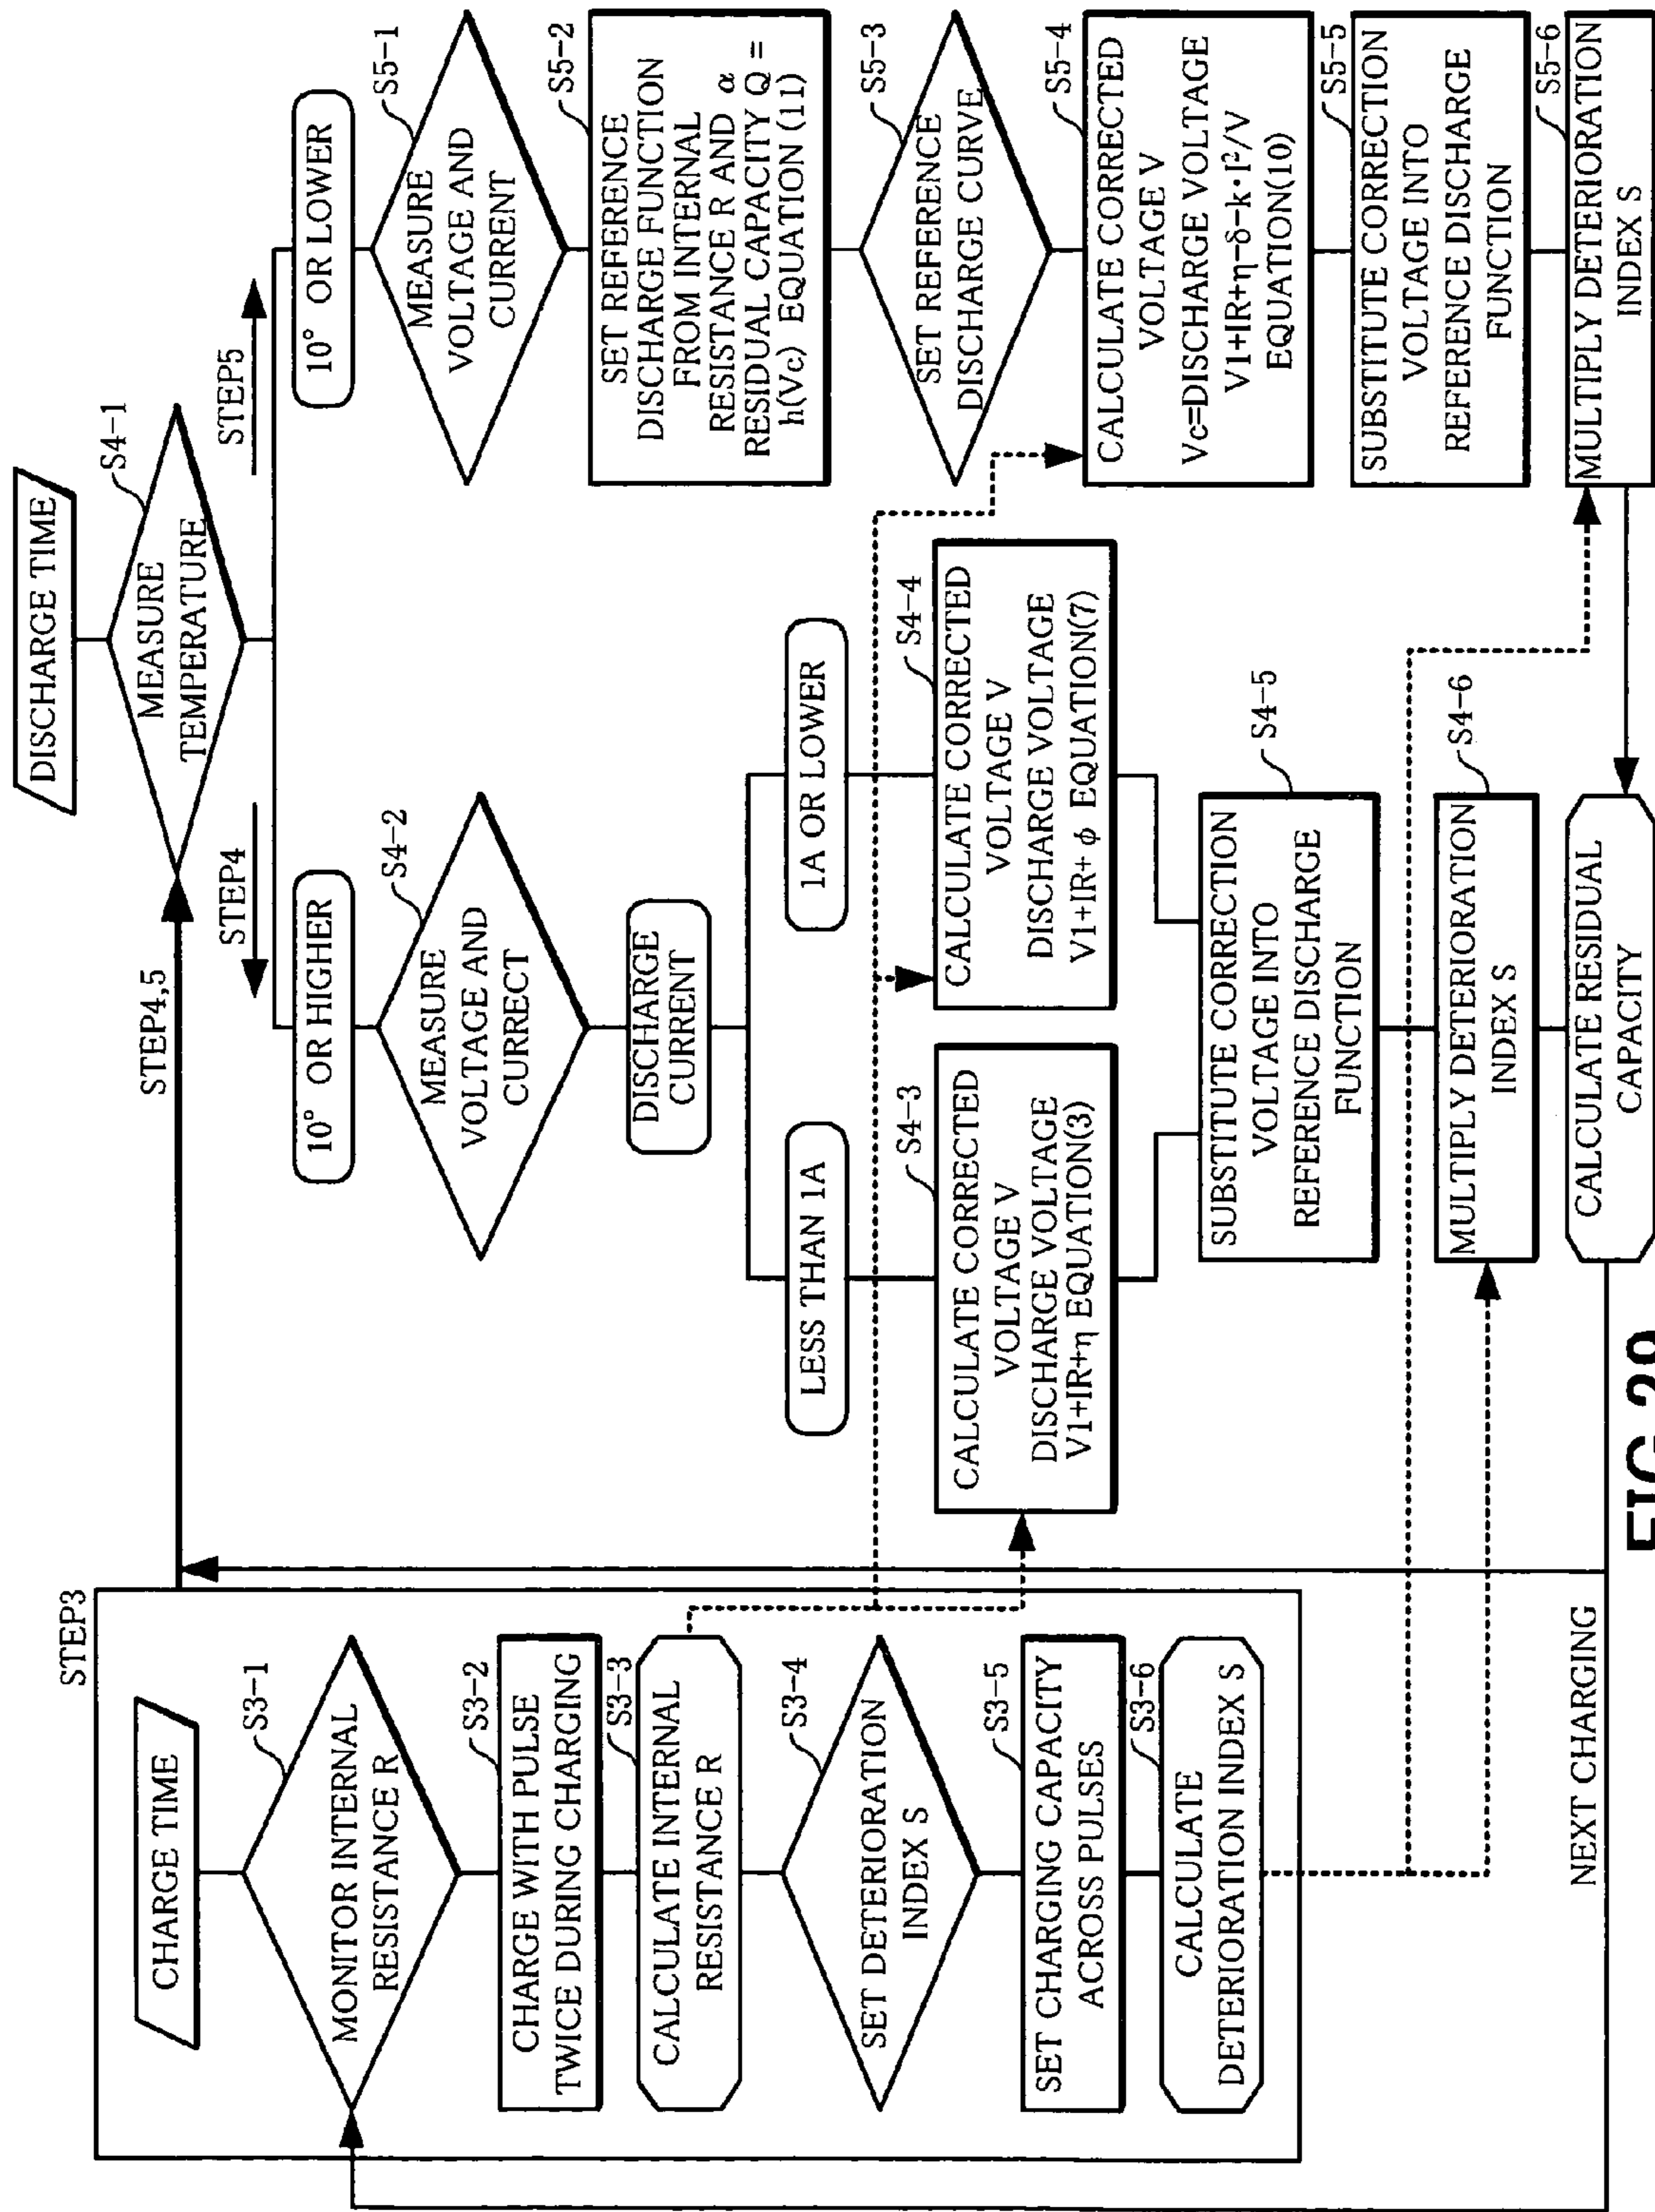 STEP3
CHARGE TIME
S3-1
MONITOR INTERNAL
RESISTANCE R
S3-2
CHARGE WITH PULSE
TWICE DURING CHARGING
S3-3
CALCULATE INTERNAL
RESISTANCE R
S3-4
SET DETERIORATION
INDEX S
S3-5
SET CHARGING CAPACITY
ACROSS PULSES
S3-6
CALCULATE
DETERIORATION INDEX S
NEXT CHARGING
STEP4,5
DISCHARGE TIME
S4-1
MEASURE
TEMPERATURE
STEP4
STEP5
10° OR HIGHER
S4-2
MEASURE
VOLTAGE AND
CURRECT
DISCHARGE
CURRENT
LESS THAN 1A
1A OR LOWER
S4-3
CALCULATE CORRECTED
VOLTAGE V
DISCHARGE VOLTAGE
V1+IR+η EQUATION(3)
S4-4
CALCULATE CORRECTED
VOLTAGE V
DISCHARGE VOLTAGE
V1+IR+ φ EQUATION(7)
S4-5
SUBSTITUTE CORRECTION
VOLTAGE INTO
REFERENCE DISCHARGE
FUNCTION
S4-6
MULTIPLY DETERIORATION
INDEX S
CALCULATE RESIDUAL
CAPACITY
10° OR LOWER
S5-1
MEASURE
VOLTAGE AND
CURRENT
S5-2
SET REFERENCE
DISCHARGE FUNCTION
FROM INTERNAL
RESISTANCE R AND α
RESIDUAL CAPACITY Q =
h(Vc) EQUATION (11)
S5-3
SET REFERENCE
DISCHARGE CURVE
S5-4
CALCULATE CORRECTED
VOLTAGE V
Vc=DISCHARGE VOLTAGE
V1+IR+η-δ-k·I²/V
EQUATION(10)
S5-5
SUBSTITUTE CORRECTION
VOLTAGE INTO
REFERENCE DISCHARGE
FUNCTION
S5-6
MULTIPLY DETERIORATION
INDEX S